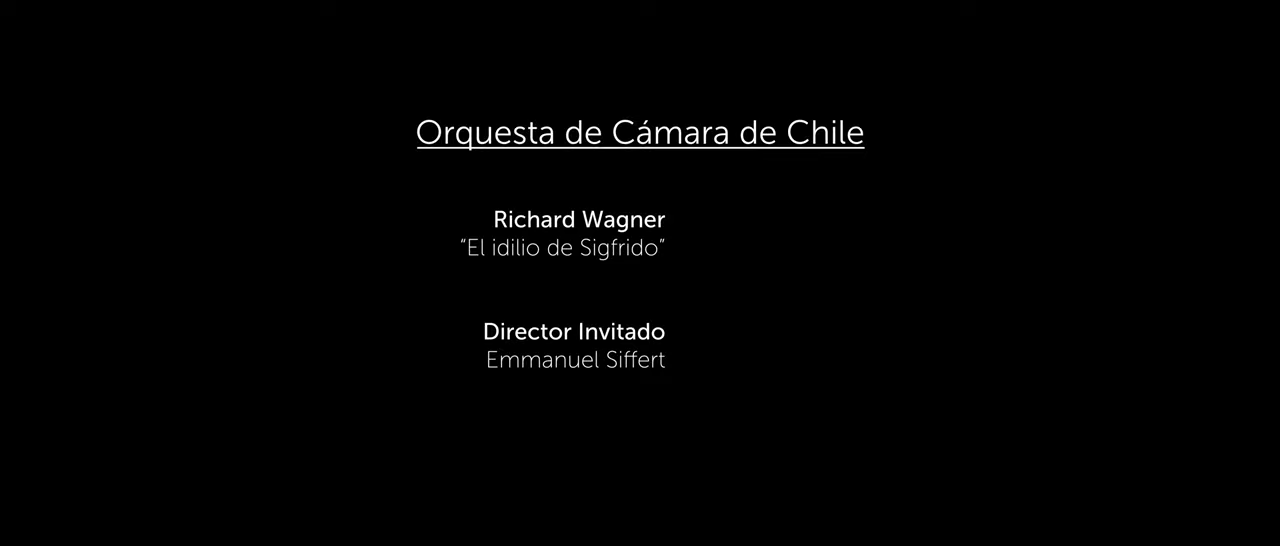 Orquesta de Cámara de Chile
Richard Wagner
“El idilio de Sigfrido”
Director Invitado
Emmanuel Siffert